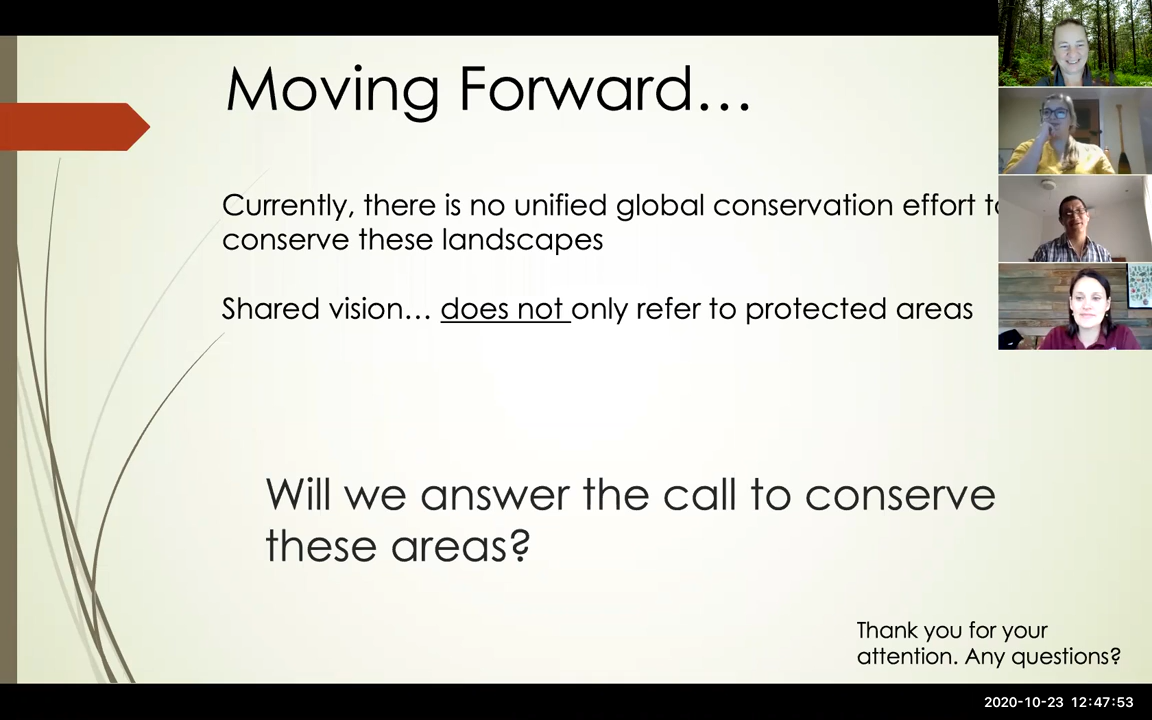 Moving Forward…
Currently, there is no unified global conservation effort to
conserve these landscapes
Shared vision… does not only refer to protected areas
Will we answer the call to conserve
these areas?
Thank you for your
attention. Any questions?
2020-10-23 12:47:53